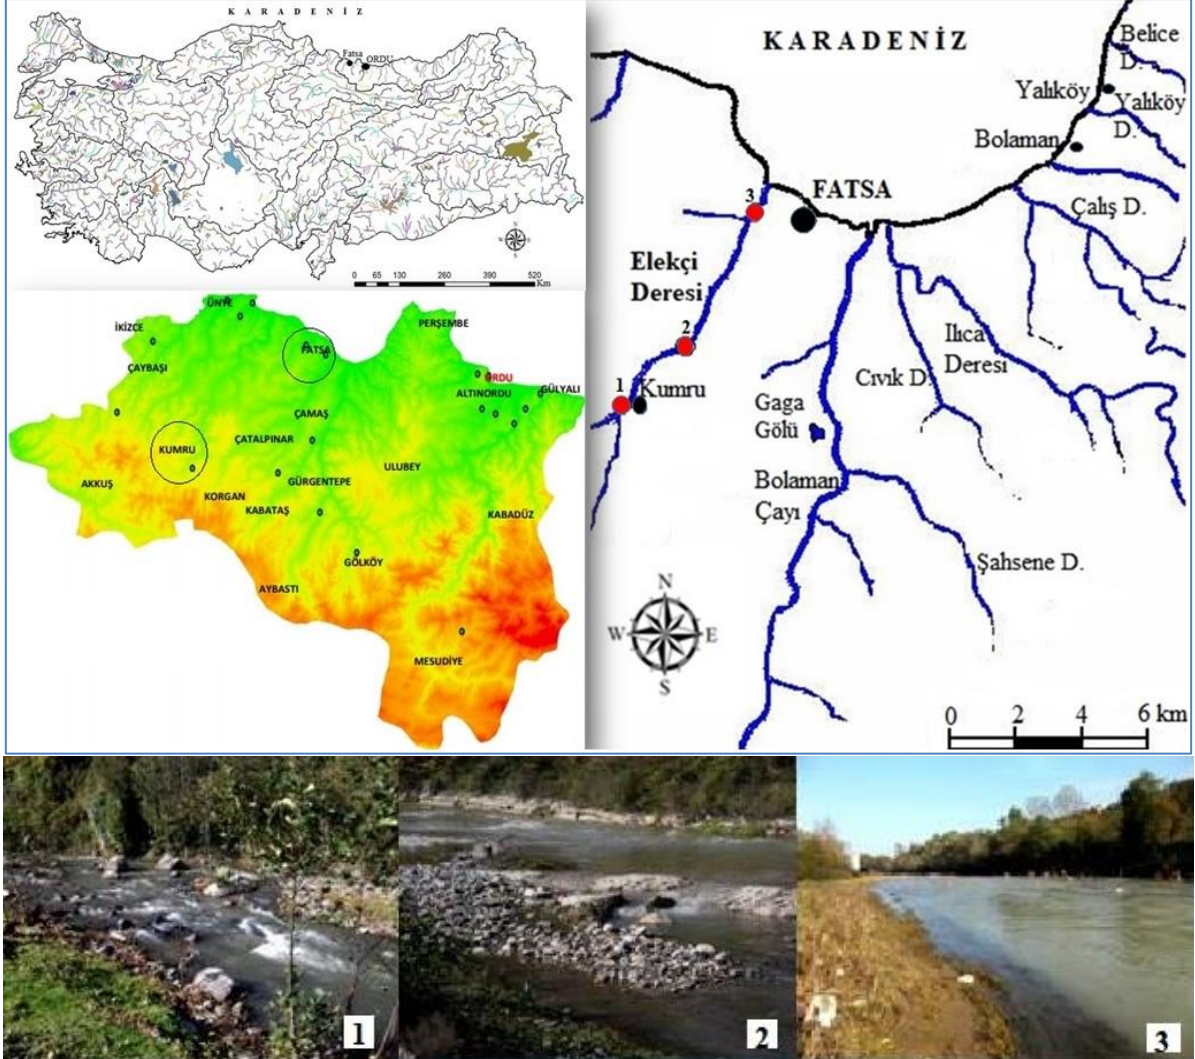 K A R A D E N İ Z
Fatsa
ORDU
W
E
0 65 130 260 390 520
Km
ÜNYE
İKİZCE
PERŞEMBE
FATSA
ÇAYBAŞI
ORDU
GÜLYALI
ALTINORDU
ÇAMAŞ
ÇATALPINAR
KUMRU
ULUBEY
AKKUŞ
GÜRGENTEPE
KORGAN
KABATAŞ
KABADÜZ
GÖLKÖY
AYBASTI
MESUDİYE
KARADENİZ
Belice
D.
Yalıköy
Yalıköy
D.
Bolaman
3
FATSA
Çalış D.
Elekçi
Deresi
2
Ilıca
Deresi
1
Kumru
Cıvık D.
Gaga
Gölü
Bolaman
Çayı
Şahsene D.
N
W
E
S
0 2 4 6 km
1
2
3